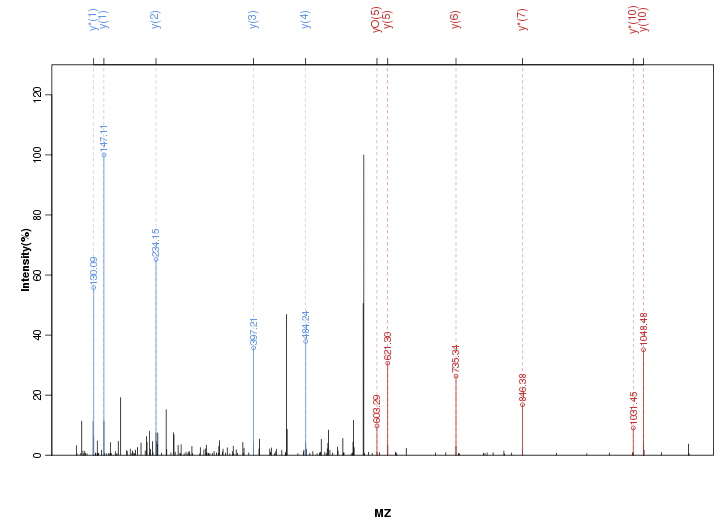 y*(1)
y(1)
y(2)
y(3)
y(4)
yO(5)
y(5)
y(6)
y*(7)
y*(10)
y(10)
Intensity(%)
0
20
40
60
80
100
120
130.09
147.11
234.15
397.21
484.24
603.29
621.30
735.34
846.38
1031.45
1048.48
MZ